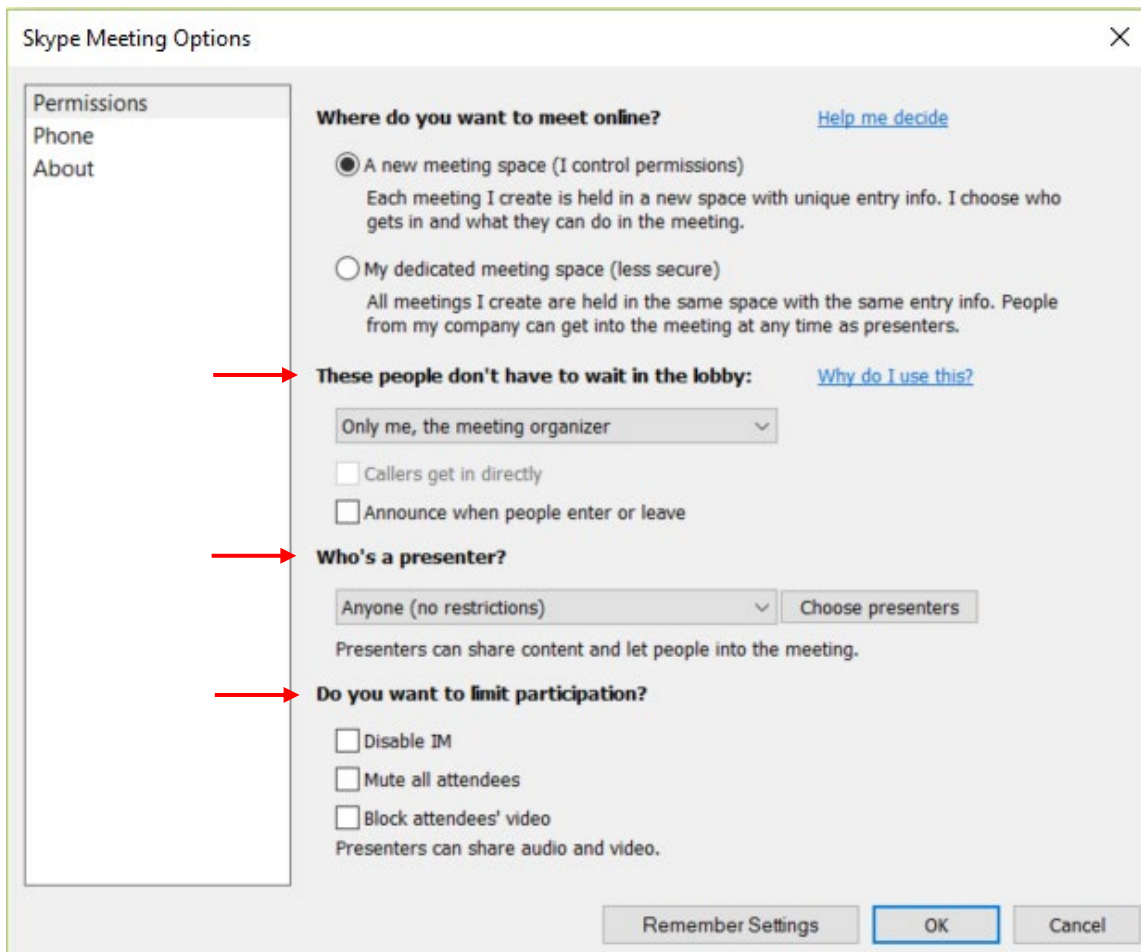 Skype Meeting Options
Permissions
Phone
About
Where do you want to meet online?
Help me decide
A new meeting space (I control permissions)
Each meeting I create is held in a new space with unique entry info. I choose who
gets in and what they can do in the meeting.
My dedicated meeting space (less secure)
All meetings I create are held in the same space with the same entry info. People
from my company can get into the meeting at any time as presenters.
These people don't have to wait in the lobby:
Why do I use this?
Only me, the meeting organizer
Callers get in directly
Announce when people enter or leave
Who's a presenter?
Anyone (no restrictions)
Choose presenters
Presenters can share content and let people into the meeting.
Do you want to limit participation?
Disable IM
Mute all attendees
Block attendees' video
Presenters can share audio and video.
Remember Settings
OK
Cancel